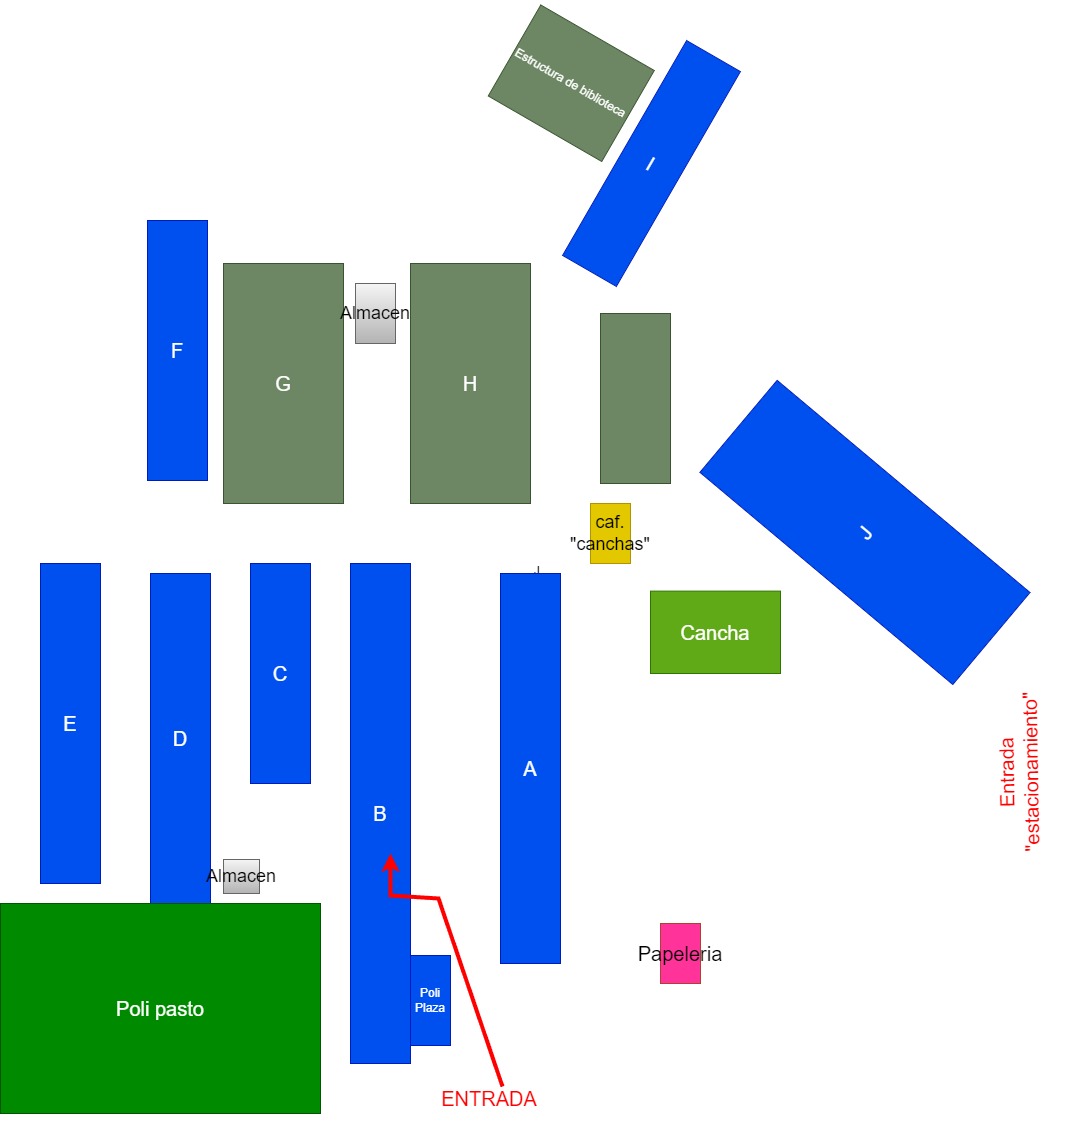 Estructura de biblioteca
I
F
G
Almacen
H
J
caf.
"canchas"
Cancha
E
D
C
B
A
Entrada
"estacionamiento"
Almacen
Poli pasto
Poli
Plaza
Papeleria
ENTRADA